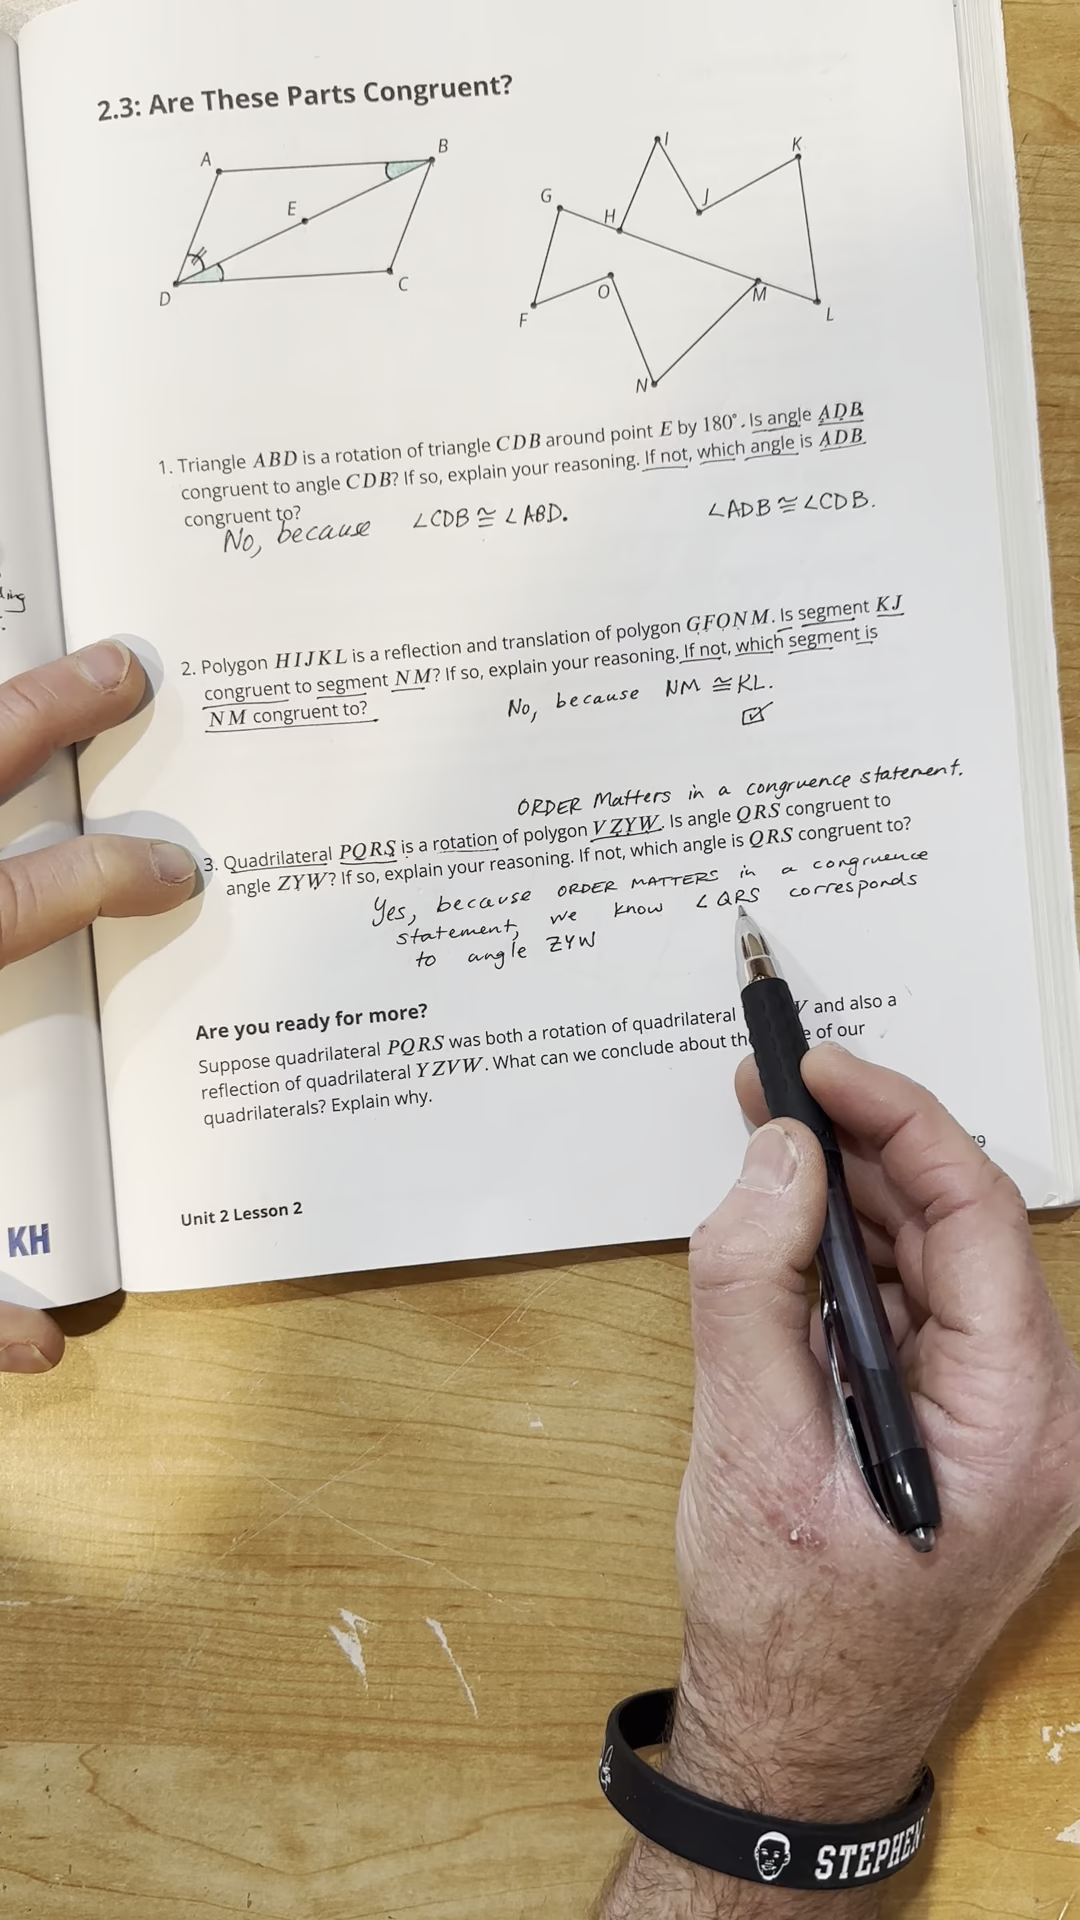 2.3: Are These Parts Congruent?
A
B
E
D
C
I
K
G
H
J
O
M
F
L
N
1. Triangle ABD is a rotation of triangle CDB around point E by 180°. Is angle ADB
congruent to angle CDB? If so, explain your reasoning. If not, which angle is ADB
congruent to?
No, because ∠CDB ≅ ∠ABD.
∠ADB ≅ ∠CDB.
ing
2. Polygon HIJKL is a reflection and translation of polygon GFONM. Is segment KJ
congruent to segment NM? If so, explain your reasoning. If not, which segment is
NM congruent to?
No, because NM ≅ KL.
ORDER Matters in a congruence statement.
3. Quadrilateral PQRS is a rotation of polygon VZYW. Is angle QRS congruent to
angle ZYW? If so, explain your reasoning. If not, which angle is QRS congruent to?
Yes, because ORDER MATTERS in a congruence
statement, we know ∠QRS corresponds
to angle ZYW
Are you ready for more?
Suppose quadrilateral PQRS was both a rotation of quadrilateral and also a
reflection of quadrilateral YZVW. What can we conclude about the of our
quadrilaterals? Explain why.
Unit 2 Lesson 2
79
KH
STEPHEN